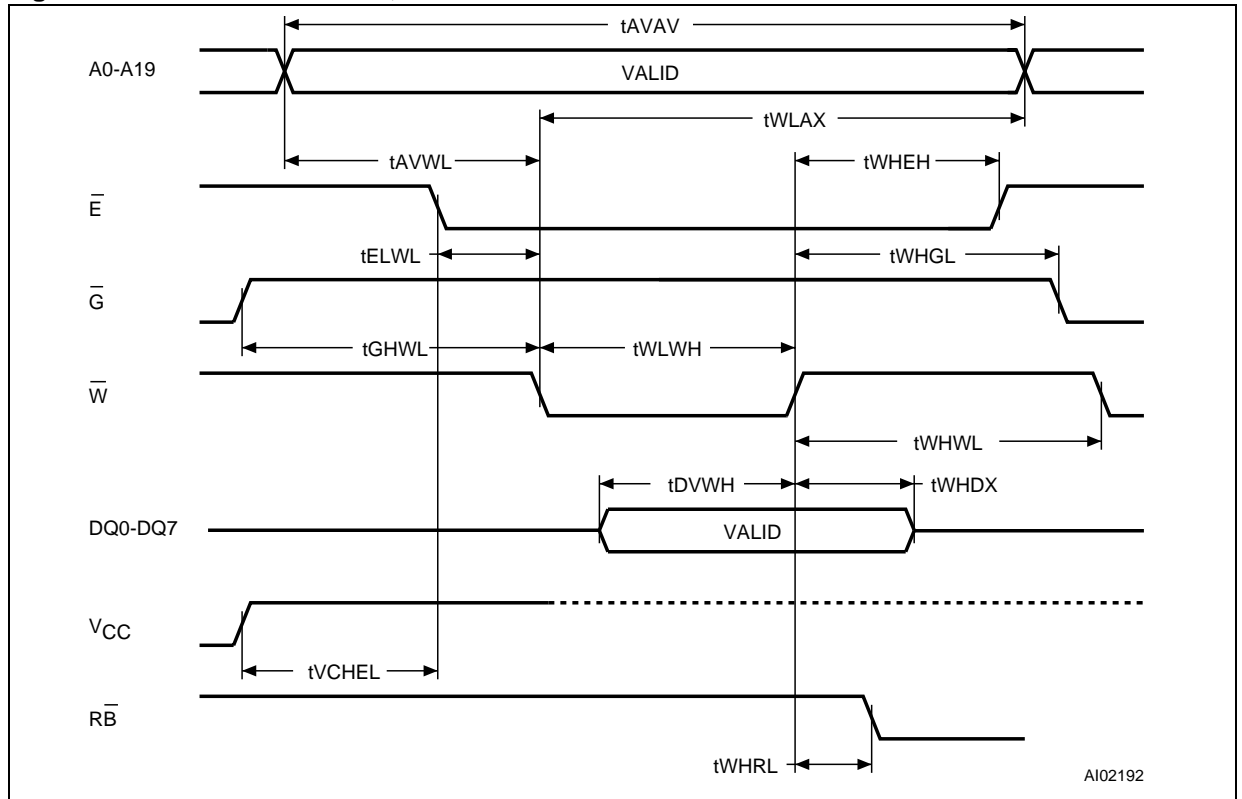 tAVAV
A0-A19
VALID
tWLAX
tAVWL
tWHEH
E̅
tELWL
tWHGL
G̅
tGHWL
tWLWH
W̅
tWHWL
tDVWH
tWHDX
DQ0-DQ7
VALID
VCC
tVCHEL
RB̅
tWHRL
AI02192